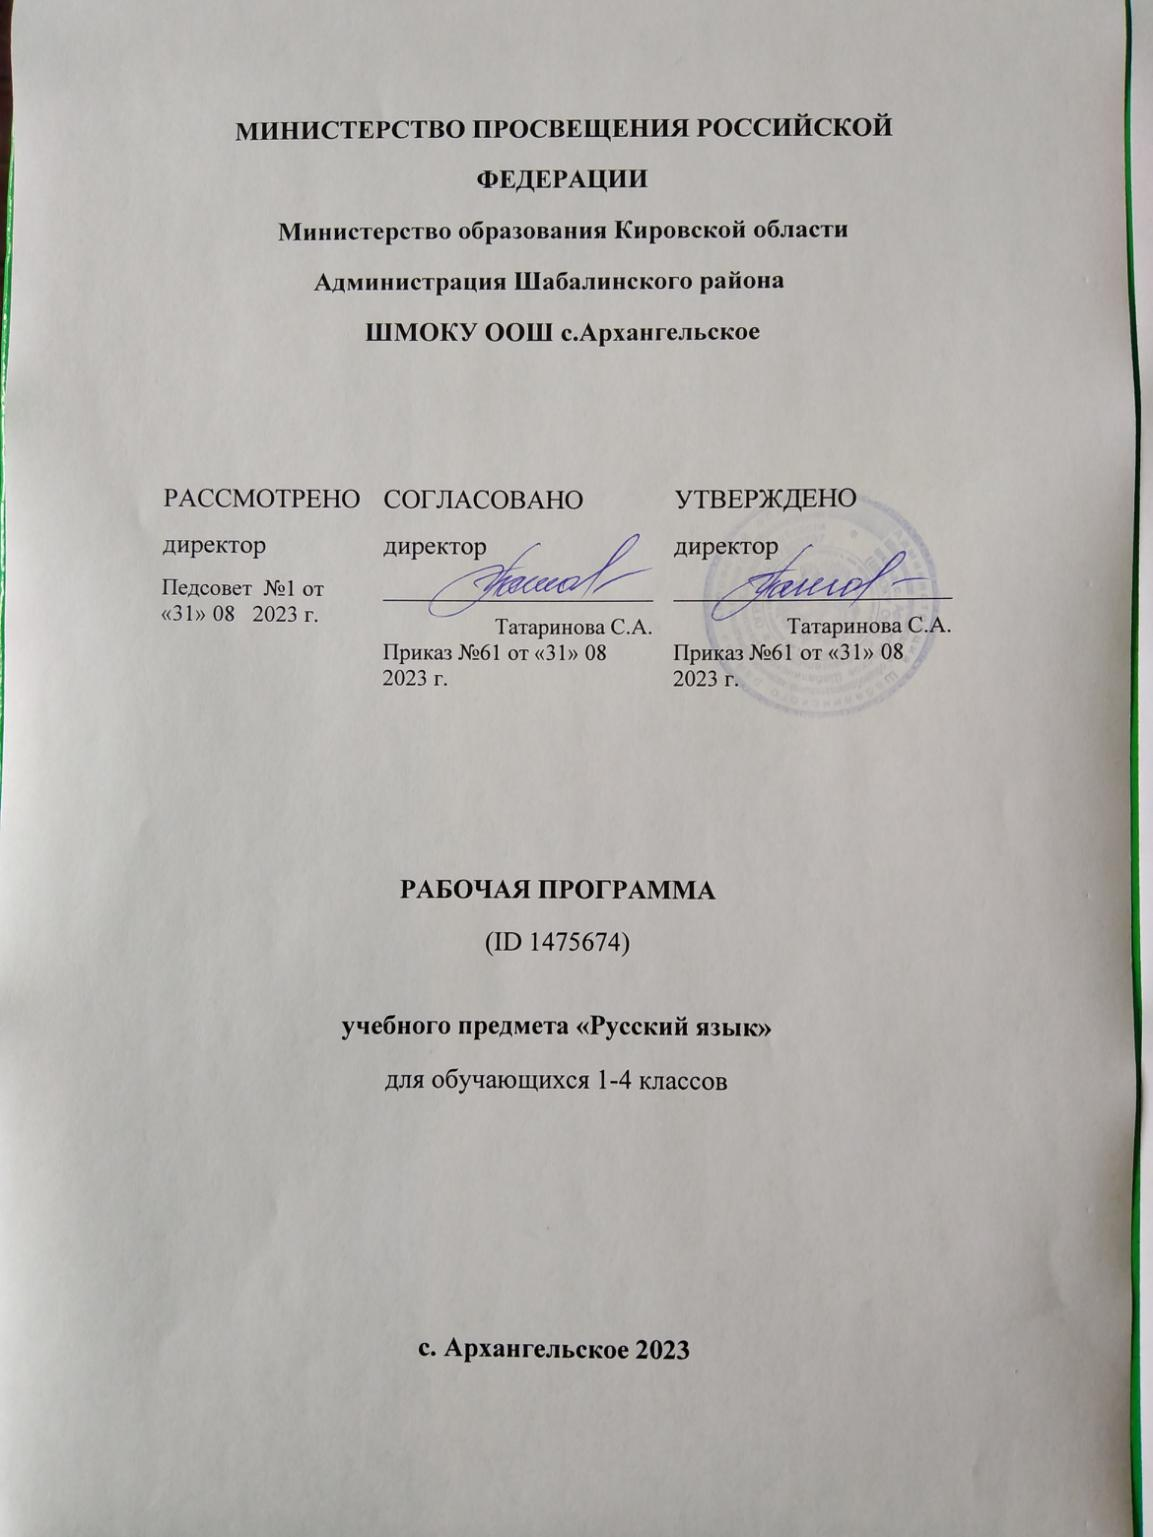 МИНИСТЕРСТВО ПРОСВЕЩЕНИЯ РОССИЙСКОЙ
ФЕДЕРАЦИИ
Министерство образования Кировской области
Администрация Шабалинского района
ШМОКУ ООШ с.Архангельское
РАССМОТРЕНО
директор
Педсовет №1 от
«31» 08 2023 г.
СОГЛАСОВАНО
директор
Татаринова С.А.
Приказ №61 от «31» 08
2023 г.
УТВЕРЖДЕНО
директор
Татаринова С.А.
Приказ №61 от «31» 08
2023 г.
РАБОЧАЯ ПРОГРАММА
(ID 1475674)
учебного предмета «Русский язык»
для обучающихся 1-4 классов
с. Архангельское 2023